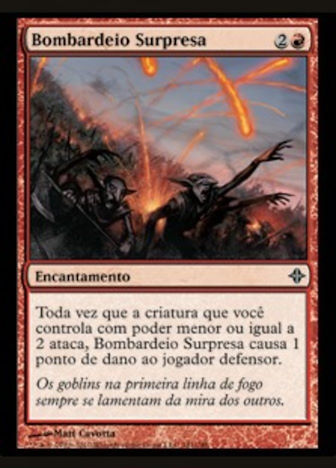 Bombardeio Surpresa 2
Encantamento
Toda vez que a criatura que você
controla com poder menor ou igual a
2 ataca, Bombardeio Surpresa causa 1
ponto de dano ao jogador defensor.
Os goblins na primeira linha de fogo
sempre se lamentam da mira dos outros.
Matt Cavotta